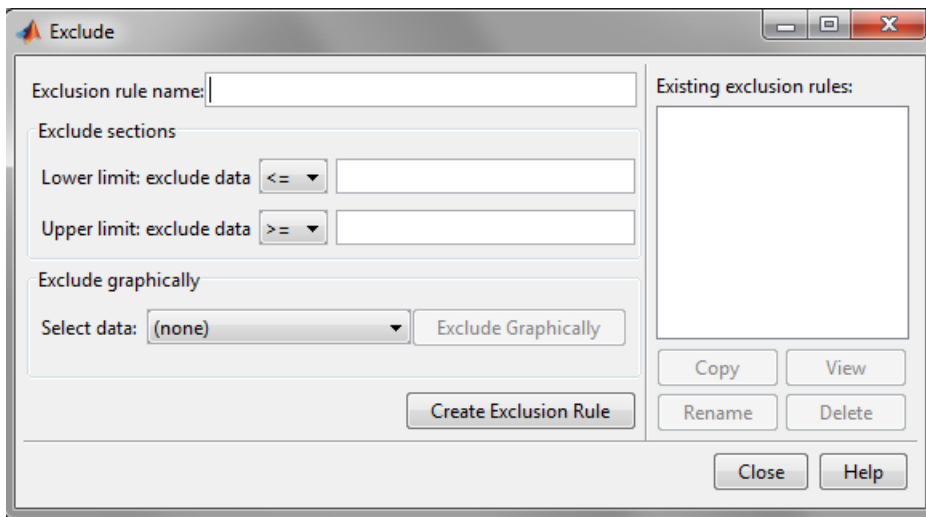 Exclude
Exclusion rule name:
Exclude sections
Lower limit: exclude data <=
Upper limit: exclude data >=
Exclude graphically
Select data: (none) Exclude Graphically
Create Exclusion Rule
Existing exclusion rules:
Copy View
Rename Delete
Close Help